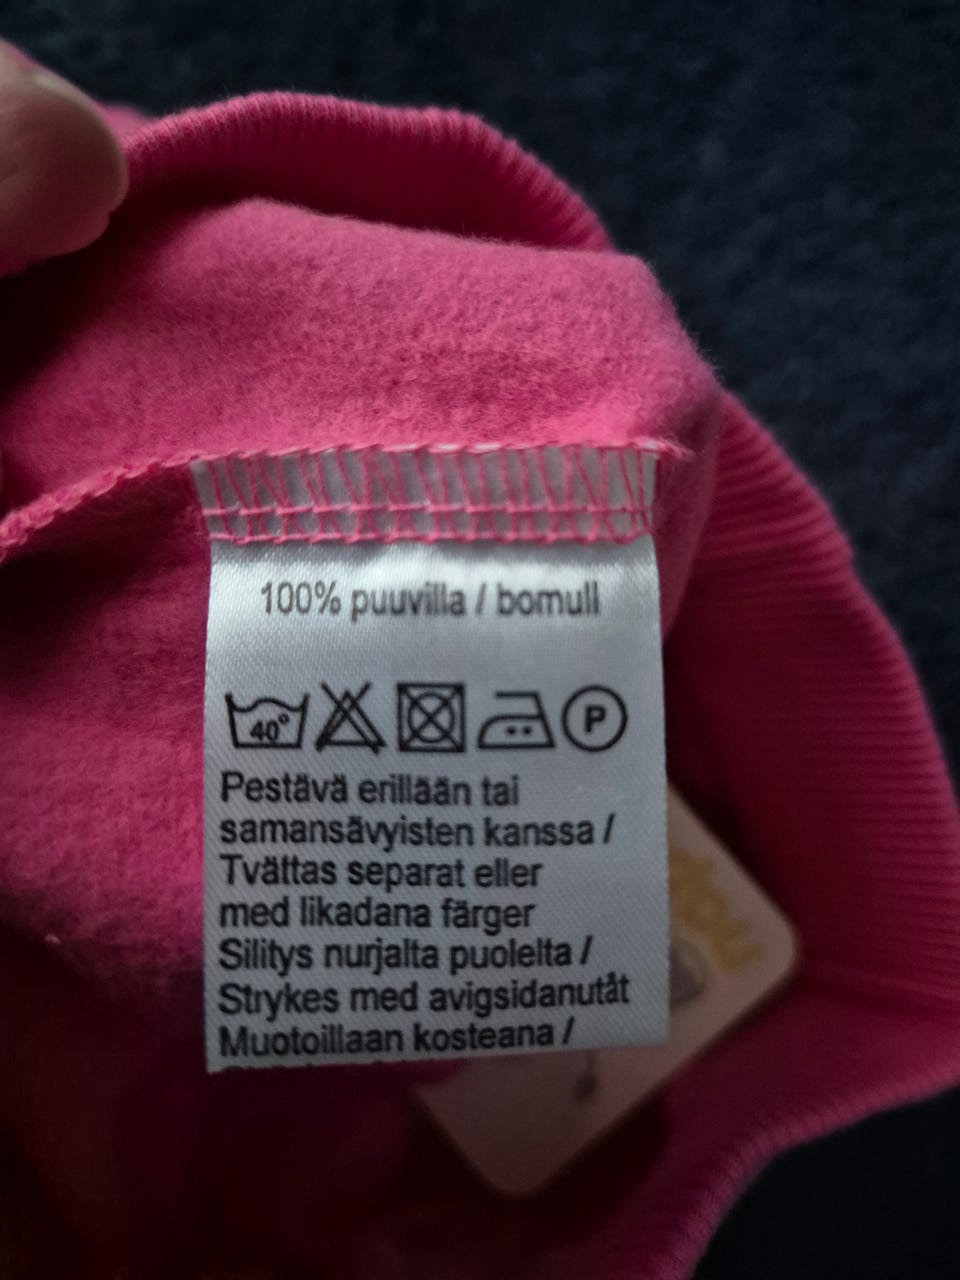 100% puuvilla / bomull
40°
P
Pestävä erillään tai
samansävyisten kanssa /
Tvättas separat eller
med likadana färger
Silitys nurjalta puolelta /
Strykes med avigsidanutåt
Muotoillaan kosteana /